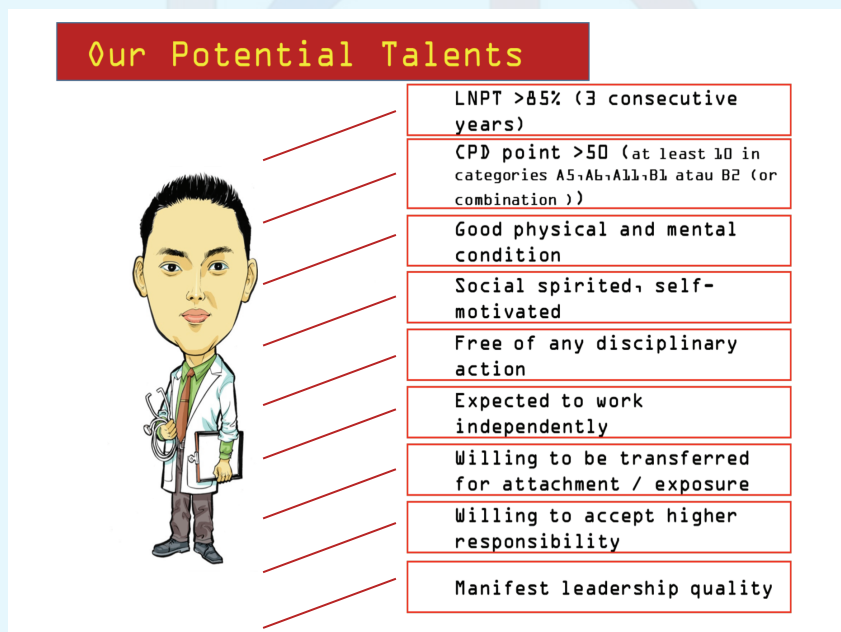 Our Potential Talents
LNPT >85% (3 consecutive
years)
CPD point >50 (at least 10 in
categories A5,A6,A11,B1 atau B2 (or
combination ))
Good physical and mental
condition
Social spirited, self-
motivated
Free of any disciplinary
action
Expected to work
independently
Willing to be transferred
for attachment / exposure
Willing to accept higher
responsibility
Manifest leadership quality